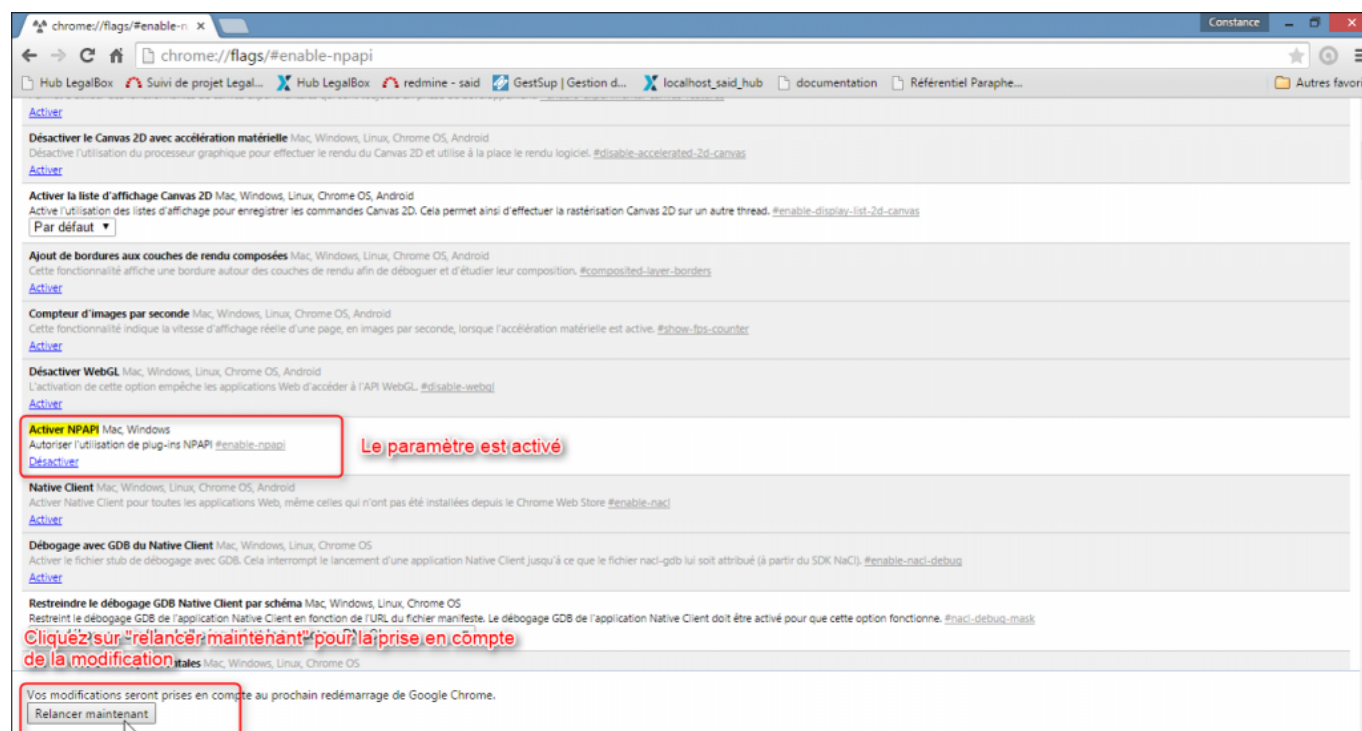 chrome://flags/#enable-n
Constance
chrome://flags/#enable-npapi
Hub LegalBox Suivi de projet Legal... Hub LegalBox redmine - said GestSup | Gestion d... localhost_said_hub documentation Référentiel Paraphe... Autres favori
Activer
Désactiver le Canvas 2D avec accélération matérielle Mac, Windows, Linux, Chrome OS, Android
Désactive l'utilisation du processeur graphique pour effectuer le rendu du Canvas 2D et utilise à la place le rendu logiciel. #disable-accelerated-2d-canvas
Activer
Activer la liste d'affichage Canvas 2D Mac, Windows, Linux, Chrome OS, Android
Active l'utilisation des listes d'affichage pour enregistrer les commandes Canvas 2D. Cela permet ainsi d'effectuer la rastérisation Canvas 2D sur un autre thread. #enable-display-list-2d-canvas
Par défaut
Ajout de bordures aux couches de rendu composées Mac, Windows, Linux, Chrome OS, Android
Cette fonctionnalité affiche une bordure autour des couches de rendu afin de déboguer et d'étudier leur composition. #composited-layer-borders
Activer
Compteur d'images par seconde Mac, Windows, Linux, Chrome OS, Android
Cette fonctionnalité indique la vitesse d'affichage réelle d'une page, en images par seconde, lorsque l'accélération matérielle est active. #show-fps-counter
Activer
Désactiver WebGL Mac, Windows, Linux, Chrome OS, Android
L'activation de cette option empêche les applications Web d'accéder à l'API WebGL. #disable-webgl
Activer
Activer NPAPI Mac, Windows
Autoriser l'utilisation de plug-ins NPAPI #enable-npapi
Désactiver
Le paramètre est activé
Native Client Mac, Windows, Linux, Chrome OS, Android
Activer Native Client pour toutes les applications Web, même celles qui n'ont pas été installées depuis le Chrome Web Store #enable-nacl
Activer
Débogage avec GDB du Native Client Mac, Windows, Linux, Chrome OS
Activer le fichier stub de débogage avec GDB. Cela interrompt le lancement d'une application Native Client jusqu'à ce que le fichier nacl-gdb lui soit attribué (à partir du SDK NaCl). #enable-nacl-debug
Activer
Restreindre le débogage GDB Native Client par schéma Mac, Windows, Linux, Chrome OS
Restreint le débogage GDB de l'application Native Client en fonction de l'URL du fichier manifeste. Le débogage GDB de l'application Native Client doit être activé pour que cette option fonctionne. #nacl-debug-mask
Cliquez sur "relancer maintenant" pour la prise en compte
de la modification
tales Mac, Windows, Linux, Chrome OS
Vos modifications seront prises en compte au prochain redémarrage de Google Chrome.
Relancer maintenant